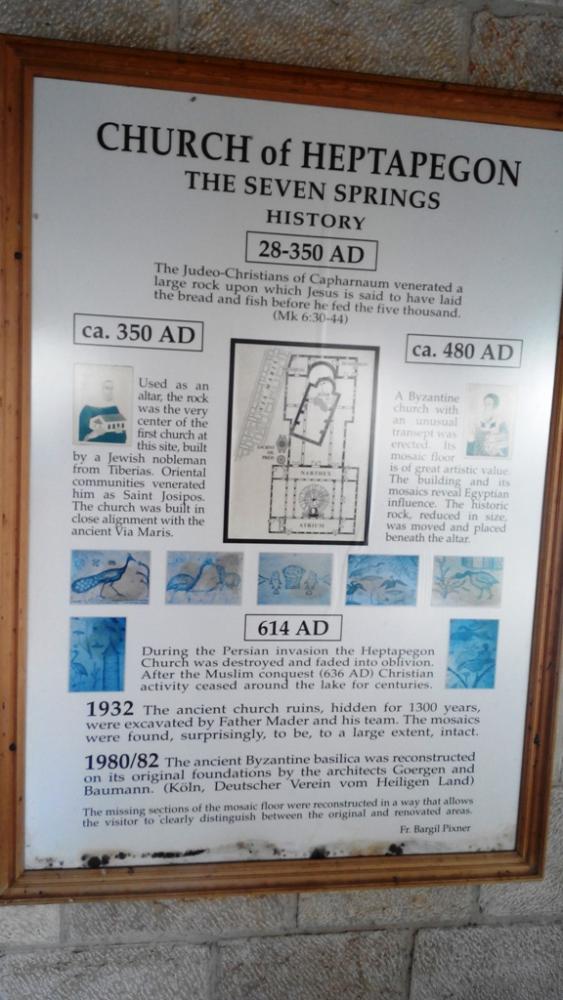 CHURCH of HEPTAPEGON
THE SEVEN SPRINGS
HISTORY
28-350 AD
The Judeo-Christians of Capharnaum venerated a
large rock upon which Jesus is said to have laid
the bread and fish before he fed the five thousand.
(Mk 6:30-44)
ca. 350 AD
Used as an
altar, the rock
was the very
center of the
first church at
this site, built
by a Jewish nobleman
from Tiberias. Oriental
communities venerated
him as Saint Josipos.
The church was built in
close alignment with the
ancient Via Maris.
NARTHEX
ATRIUM
ca. 480 AD
A Byzantine
church with
an unusual
transept was
erected. Its
mosaic floor
is of great artistic value.
The building and its
mosaics reveal Egyptian
influence. The historic
rock, reduced in size,
was moved and placed
beneath the altar.
614 AD
During the Persian invasion the Heptapegon
Church was destroyed and faded into oblivion.
After the Muslim conquest (636 AD) Christian
activity ceased around the lake for centuries.
1932 The ancient church ruins, hidden for 1300 years,
were excavated by Father Mader and his team. The mosaics
were found, surprisingly, to be, to a large extent, intact.
1980/82 The ancient Byzantine basilica was reconstructed
on its original foundations by the architects Goergen and
Baumann. (Köln, Deutscher Verein vom Heiligen Land)
The missing sections of the mosaic floor were reconstructed in a way that allows
the visitor to clearly distinguish between the original and renovated areas.
Fr. Bargil Pixner